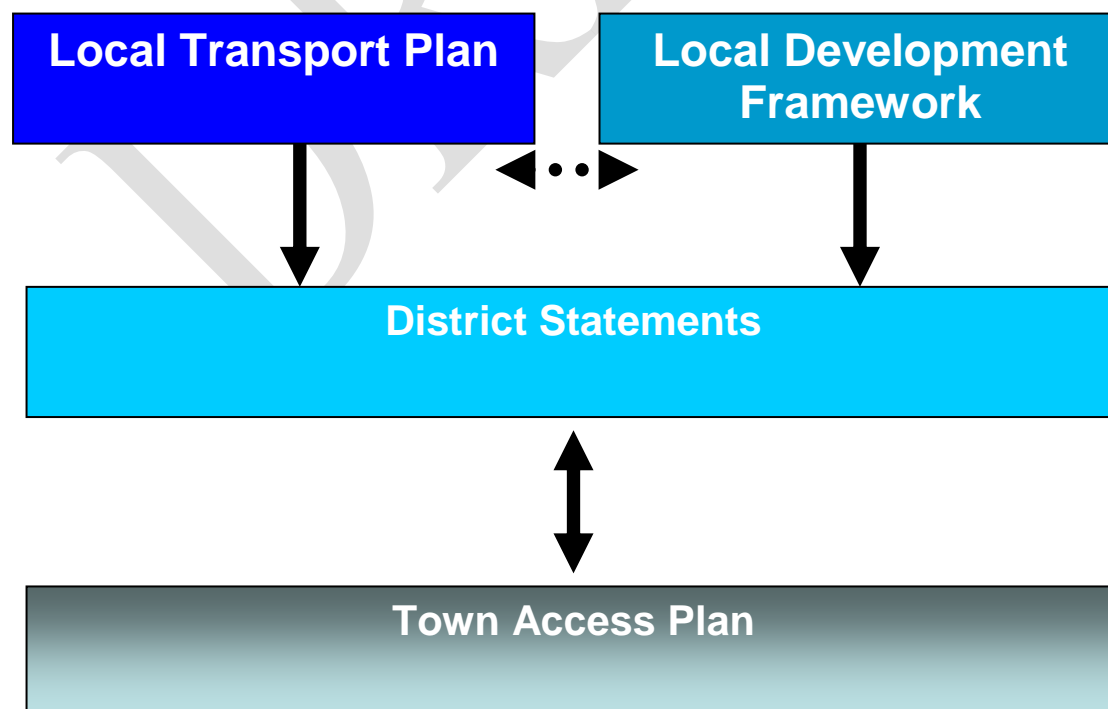 Local Transport Plan
Local Development
Framework
District Statements
Town Access Plan